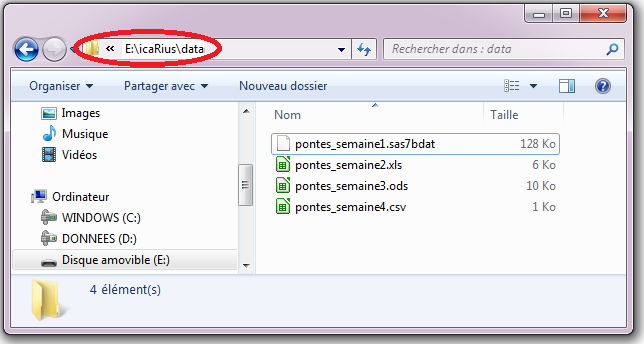 « E:\icaRius\data
Rechercher dans : data
Organiser Partager avec Nouveau dossier
Images
Musique
Vidéos
Ordinateur
WINDOWS (C:)
DONNEES (D:)
Disque amovible (E:)
Nom Taille
pontes_semaine1.sas7bdat 128 Ko
pontes_semaine2.xls 6 Ko
pontes_semaine3.ods 10 Ko
pontes_semaine4.csv 1 Ko
4 élément(s)